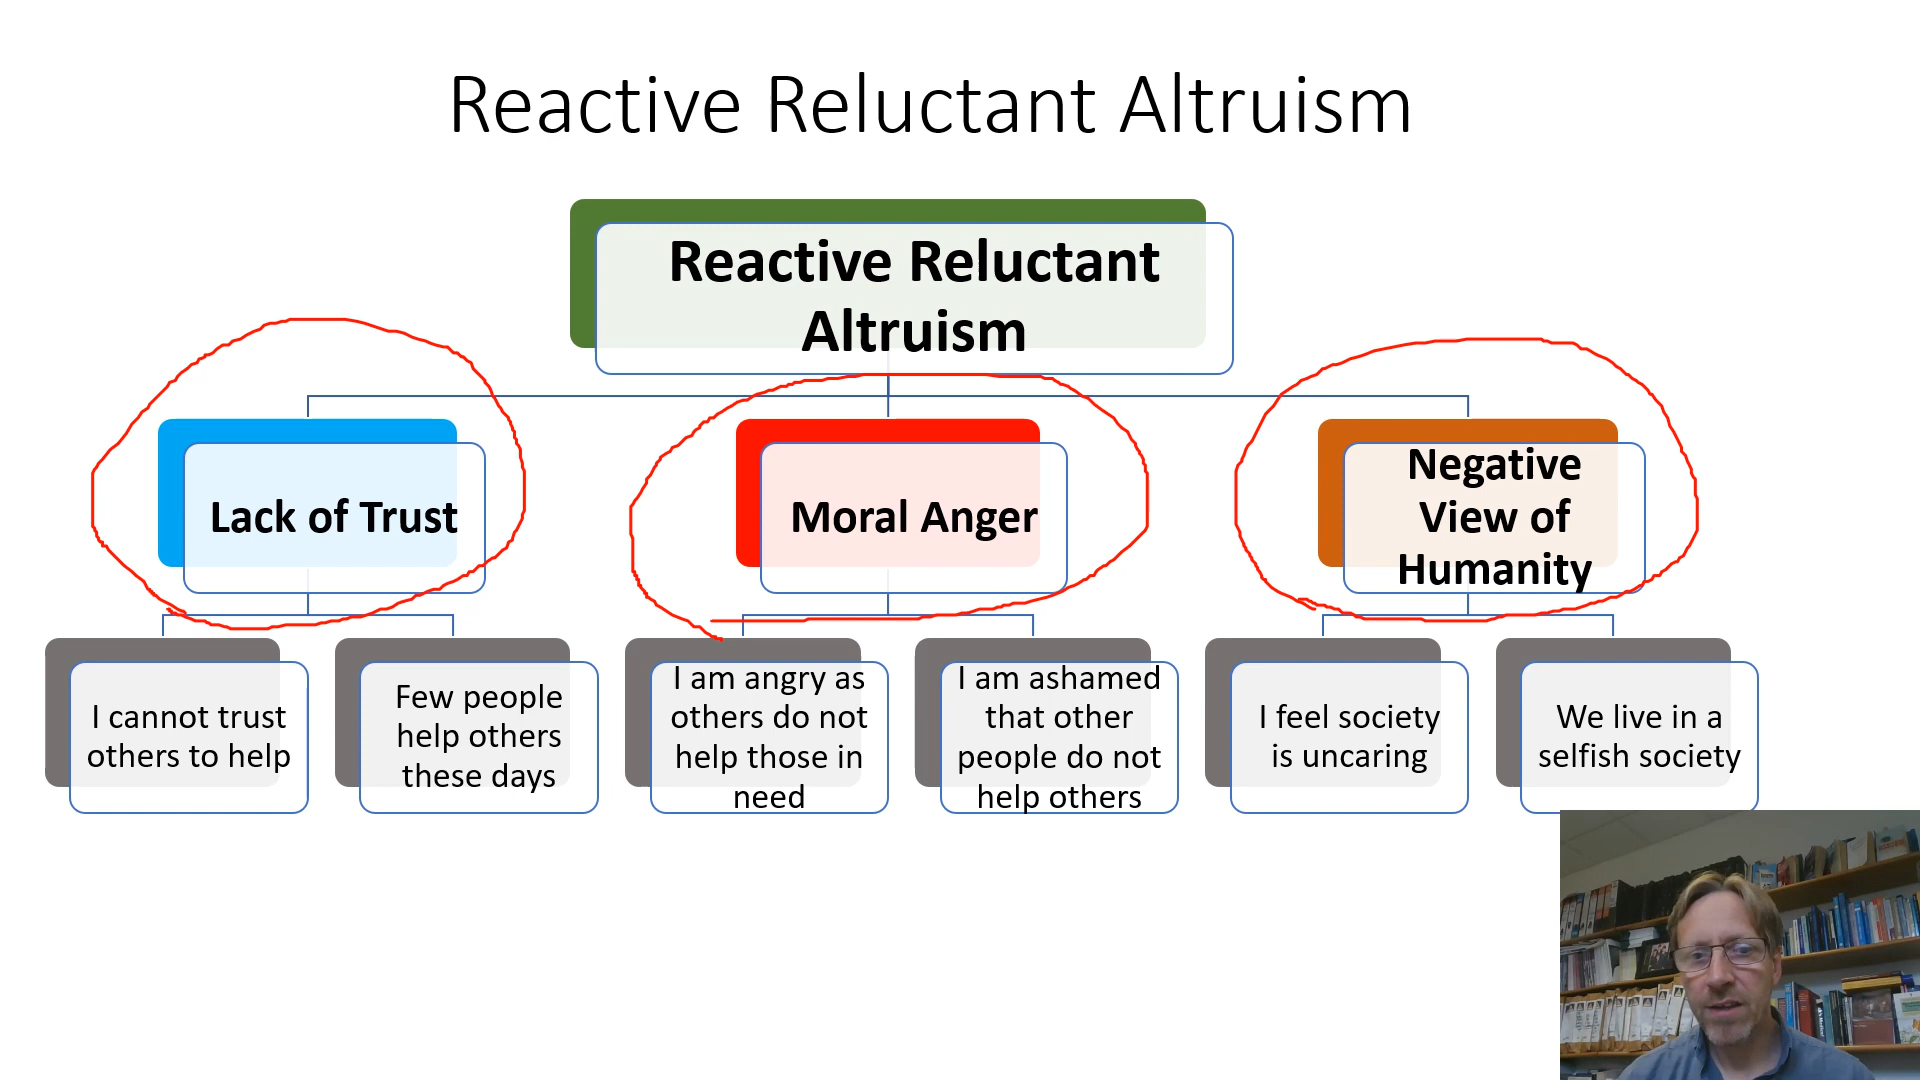 Reactive Reluctant Altruism
Reactive Reluctant
Altruism
Lack of Trust
Moral Anger
Negative
View of
Humanity
I cannot trust
others to help
Few people
help others
these days
I am angry as
others do not
help those in
need
I am ashamed
that other
people do not
help others
I feel society
is uncaring
We live in a
selfish society